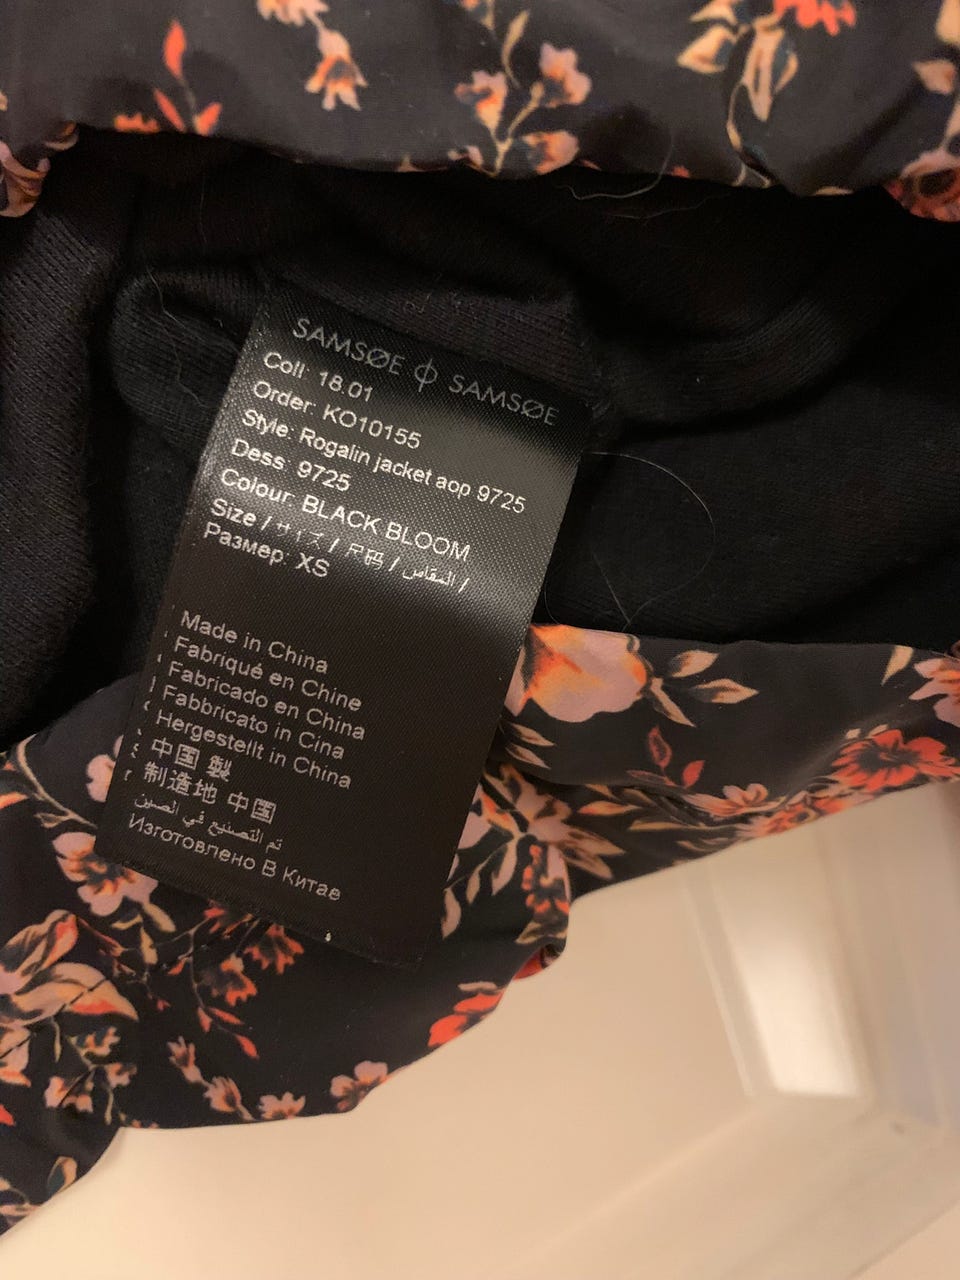 SAMSØE ϕ SAMSØE
Coll: 18.01
Order: KO10155
Style: Rogalin jacket aop 9725
Dess: 9725
Colour: BLACK BLOOM
Size / サイズ / 尺码 / المقاس /
Размер: XS
Made in China
Fabriqué en Chine
Fabricado en China
Fabbricato in Cina
Hergestellt in China
中国 製
制造地 中国
تم التصنيع في الصين
Изготовлено В Китае